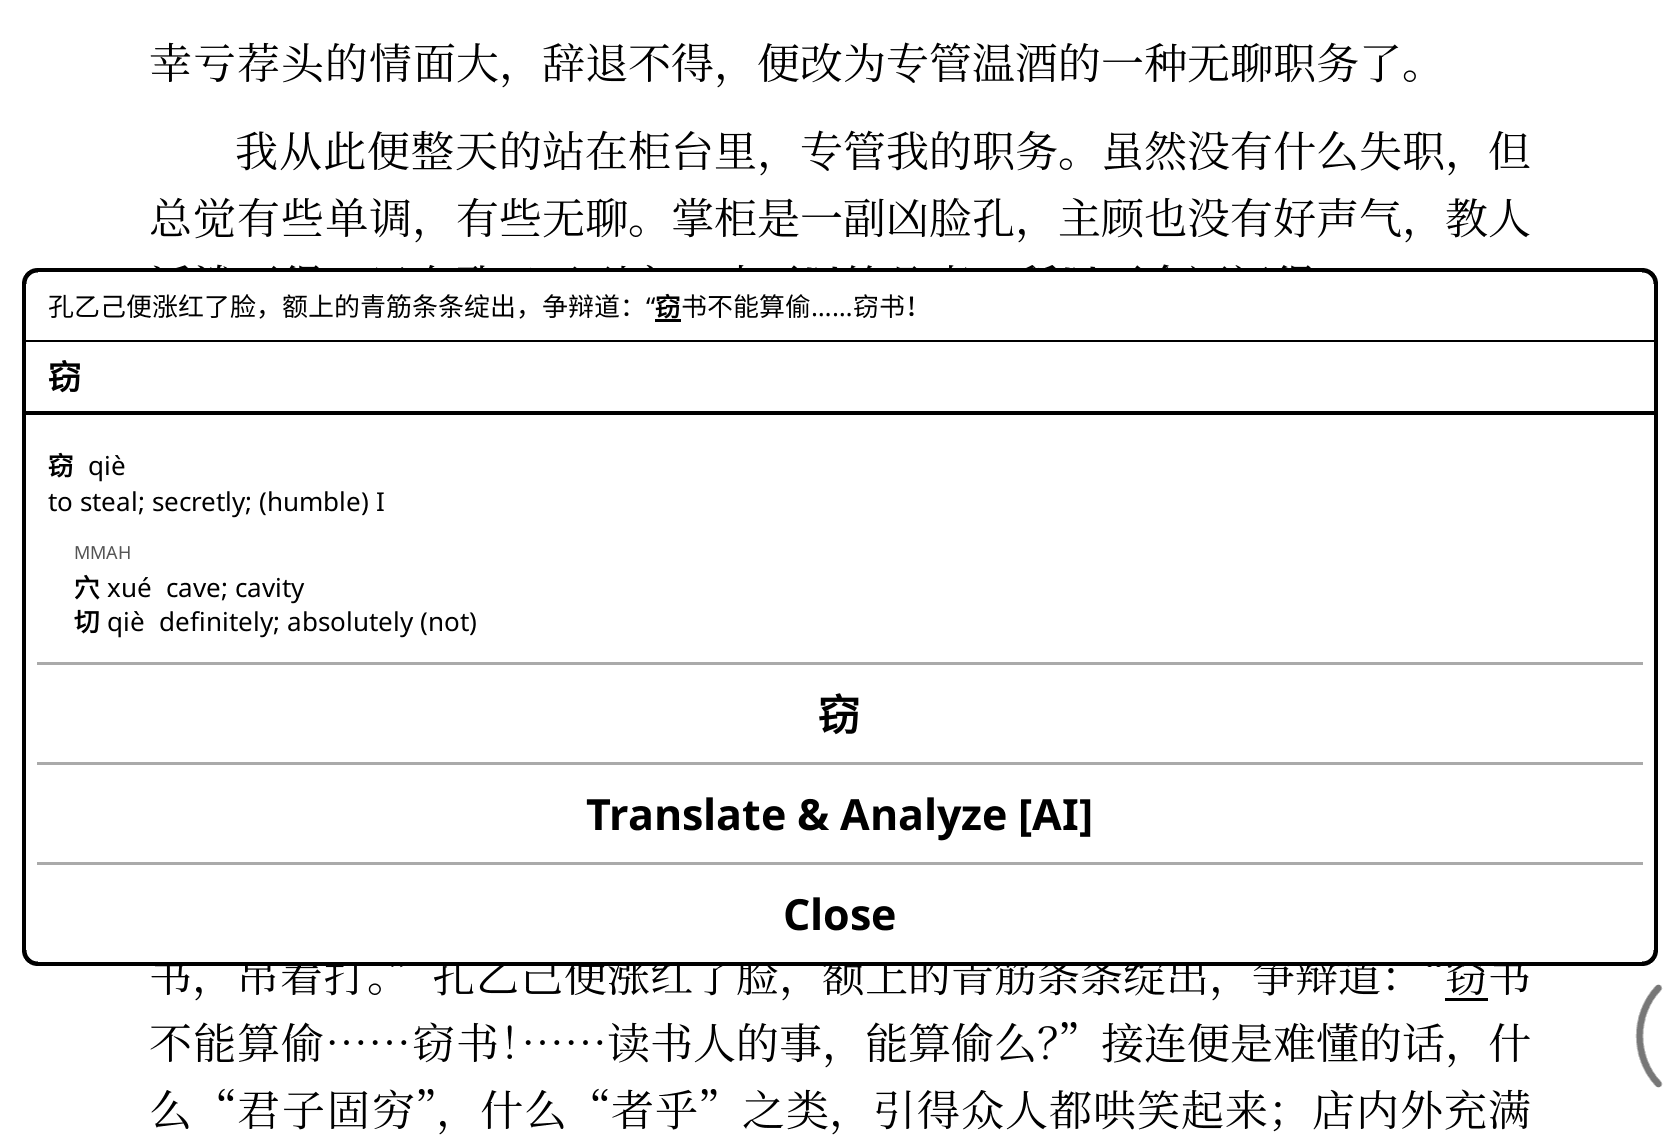 幸亏荐头的情面大，辞退不得，便改为专管温酒的一种无聊职务了。
我从此便整天的站在柜台里，专管我的职务。虽然没有什么失职，但
总觉有些单调，有些无聊。掌柜是一副凶脸孔，主顾也没有好声气，教人
孔乙己便涨红了脸，额上的青筋条条绽出，争辩道：“窃书不能算偷……窃书！
窃
窃 qiè
to steal; secretly; (humble) I
MMAH
穴 xué cave; cavity
切 qiè definitely; absolutely (not)
窃
Translate & Analyze [AI]
Close
书，吊着打。” 孔乙己便涨红了脸，额上的青筋条条绽出，争辩道：“窃书
不能算偷……窃书！……读书人的事，能算偷么？” 接连便是难懂的话，什
么 “君子固穷”，什么 “者乎” 之类，引得众人都哄笑起来；店内外充满